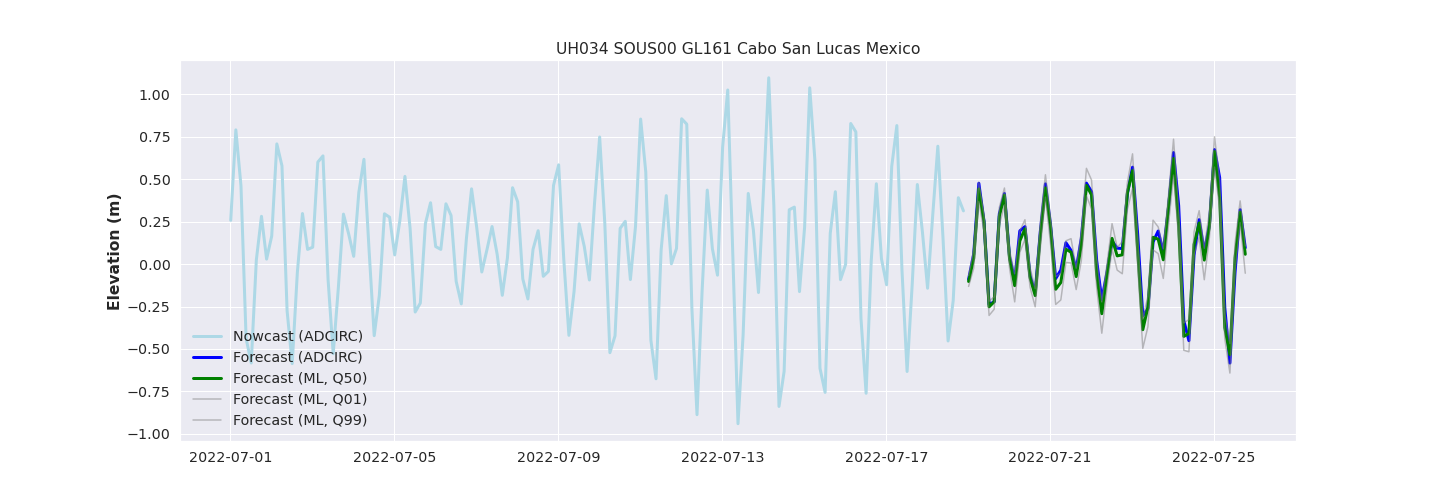 UH034 SOUS00 GL161 Cabo San Lucas Mexico
Elevation (m)
1.00
0.75
0.50
0.25
0.00
−0.25
−0.50
−0.75
−1.00
Nowcast (ADCIRC)
Forecast (ADCIRC)
Forecast (ML, Q50)
Forecast (ML, Q01)
Forecast (ML, Q99)
2022-07-01 2022-07-05 2022-07-09 2022-07-13 2022-07-17 2022-07-21 2022-07-25